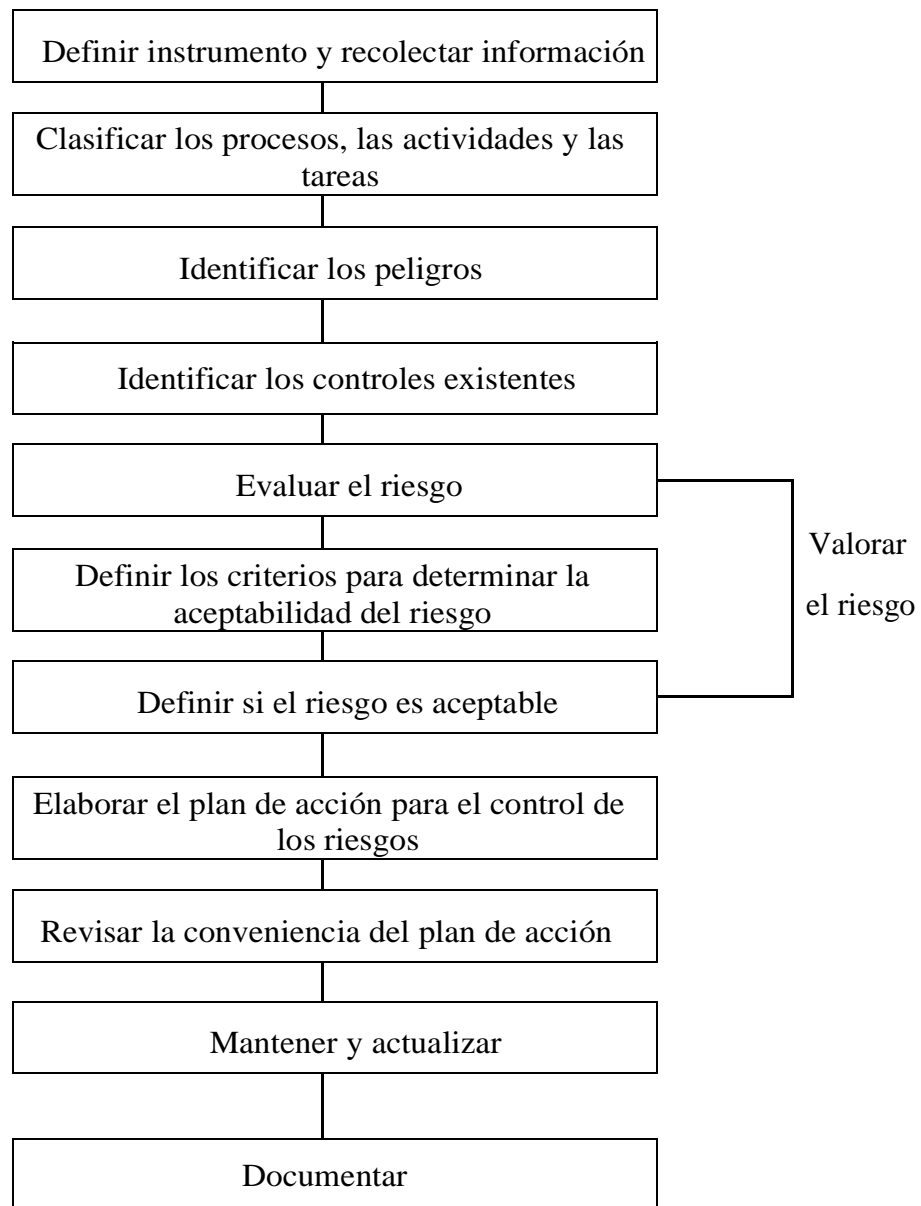 Definir instrumento y recolectar información
Clasificar los procesos, las actividades y las
tareas
Identificar los peligros
Identificar los controles existentes
Evaluar el riesgo
Definir los criterios para determinar la
aceptabilidad del riesgo
Definir si el riesgo es aceptable
Valorar
el riesgo
Elaborar el plan de acción para el control de
los riesgos
Revisar la conveniencia del plan de acción
Mantener y actualizar
Documentar